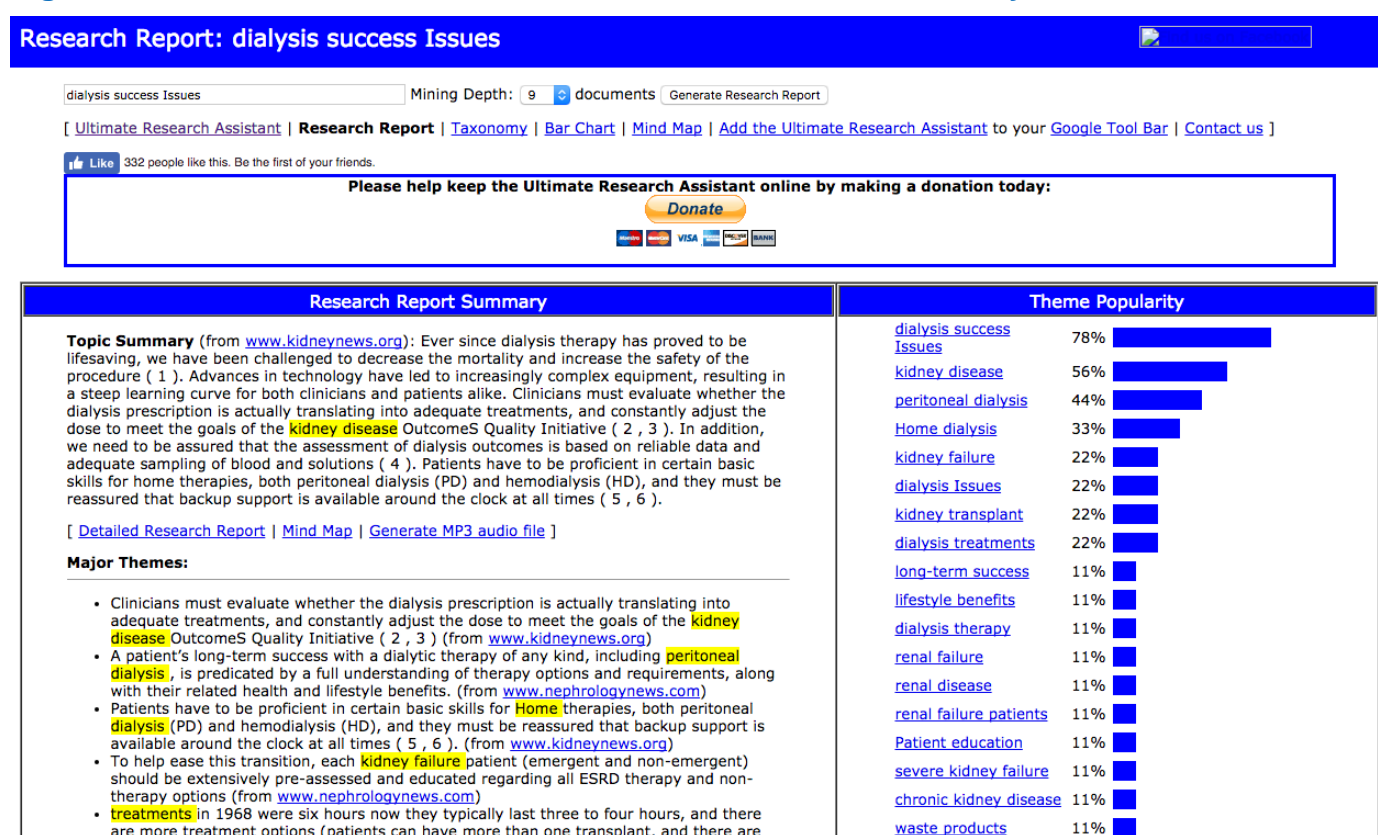 Research Report: dialysis success Issues
dialysis success Issues Mining Depth: 9 documents Generate Research Report
[ Ultimate Research Assistant | Research Report | Taxonomy | Bar Chart | Mind Map | Add the Ultimate Research Assistant to your Google Tool Bar | Contact us ]
Like 332 people like this. Be the first of your friends.
Please help keep the Ultimate Research Assistant online by making a donation today:
Donate
VISA BANK
Research Report Summary
Topic Summary (from www.kidneynews.org): Ever since dialysis therapy has proved to be
lifesaving, we have been challenged to decrease the mortality and increase the safety of the
procedure ( 1 ). Advances in technology have led to increasingly complex equipment, resulting in
a steep learning curve for both clinicians and patients alike. Clinicians must evaluate whether the
dialysis prescription is actually translating into adequate treatments, and constantly adjust the
dose to meet the goals of the kidney disease OutcomeS Quality Initiative ( 2 , 3 ). In addition,
we need to be assured that the assessment of dialysis outcomes is based on reliable data and
adequate sampling of blood and solutions ( 4 ). Patients have to be proficient in certain basic
skills for home therapies, both peritoneal dialysis (PD) and hemodialysis (HD), and they must be
reassured that backup support is available around the clock at all times ( 5 , 6 ).
[ Detailed Research Report | Mind Map | Generate MP3 audio file ]
Major Themes:
• Clinicians must evaluate whether the dialysis prescription is actually translating into
adequate treatments, and constantly adjust the dose to meet the goals of the kidney
disease OutcomeS Quality Initiative ( 2 , 3 ) (from www.kidneynews.org)
• A patient's long-term success with a dialytic therapy of any kind, including peritoneal
dialysis , is predicated by a full understanding of therapy options and requirements, along
with their related health and lifestyle benefits. (from www.nephrologynews.com)
• Patients have to be proficient in certain basic skills for Home therapies, both peritoneal
dialysis (PD) and hemodialysis (HD), and they must be reassured that backup support is
available around the clock at all times ( 5 , 6 ). (from www.kidneynews.org)
• To help ease this transition, each kidney failure patient (emergent and non-emergent)
should be extensively pre-assessed and educated regarding all ESRD therapy and non-
therapy options (from www.nephrologynews.com)
• treatments in 1968 were six hours now they typically last three to four hours, and there
are more treatment options (patients can have more than one transplant, and there are
Theme Popularity
dialysis success
Issues 78%
kidney disease 56%
peritoneal dialysis 44%
Home dialysis 33%
kidney failure 22%
dialysis Issues 22%
kidney transplant 22%
dialysis treatments 22%
long-term success 11%
lifestyle benefits 11%
dialysis therapy 11%
renal failure 11%
renal disease 11%
renal failure patients 11%
Patient education 11%
severe kidney failure 11%
chronic kidney disease 11%
waste products 11%